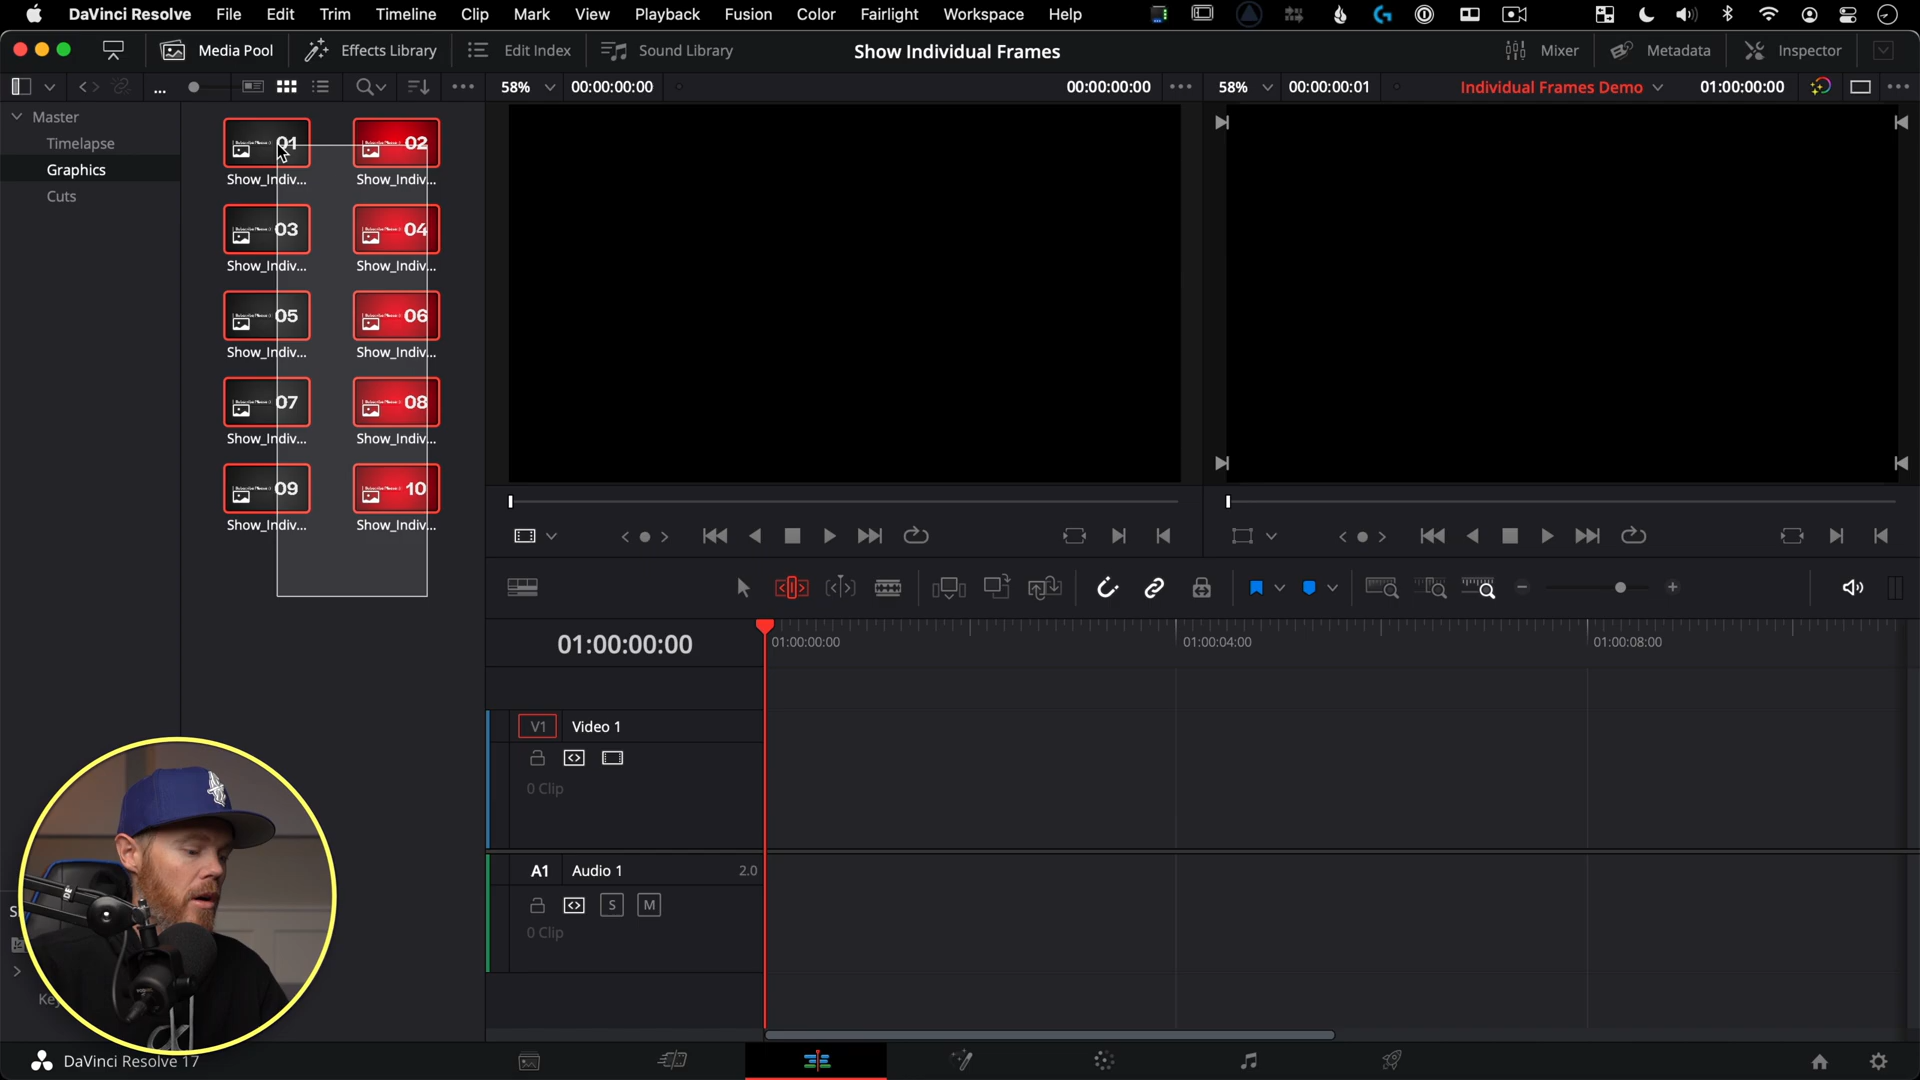 DaVinci Resolve File Edit Trim Timeline Clip Mark View Playback Fusion Color Fairlight Workspace Help
Media Pool Effects Library Edit Index Sound Library Show Individual Frames Mixer Metadata Inspector
... 58% 00:00:00:00 00:00:00:00 58% 00:00:00:01 Individual Frames Demo 01:00:00:00
Master
Timelapse
Graphics
Cuts
01 02
Show_Indiv... Show_Indiv...
03 04
Show_Indiv... Show_Indiv...
05 06
Show_Indiv... Show_Indiv...
07 08
Show_Indiv... Show_Indiv...
09 10
Show_Indiv... Show_Indiv...
01:00:00:00
01:00:00:00 01:00:04:00 01:00:08:00
V1 Video 1
0 Clip
A1 Audio 1 2.0
S M
0 Clip
DaVinci Resolve 17